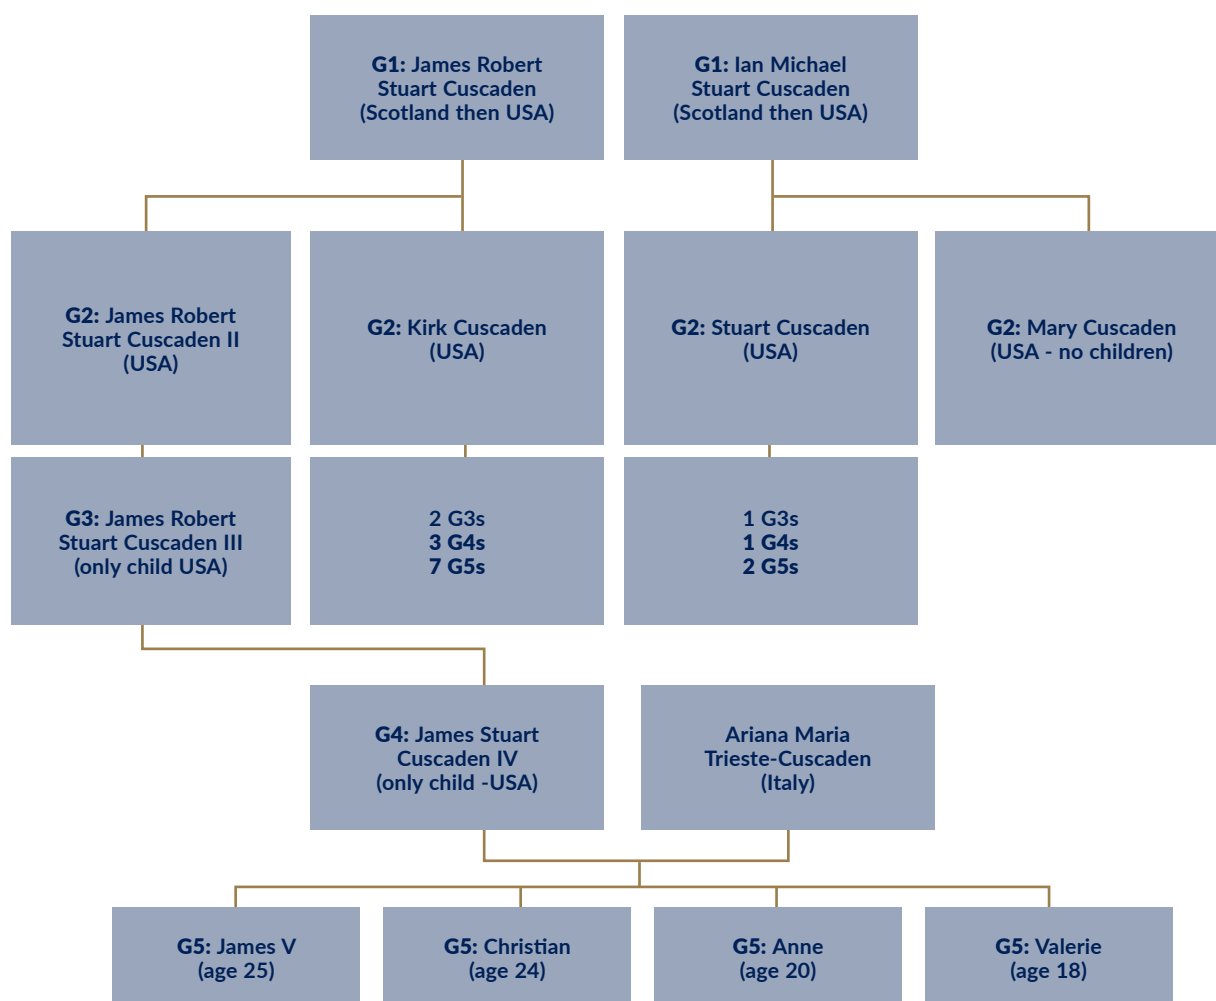 G1: James Robert
Stuart Cuscaden
(Scotland then USA)
G1: Ian Michael
Stuart Cuscaden
(Scotland then USA)
G2: James Robert
Stuart Cuscaden II
(USA)
G2: Kirk Cuscaden
(USA)
G2: Stuart Cuscaden
(USA)
G2: Mary Cuscaden
(USA - no children)
G3: James Robert
Stuart Cuscaden III
(only child USA)
2 G3s
3 G4s
7 G5s
1 G3s
1 G4s
2 G5s
G4: James Stuart
Cuscaden IV
(only child -USA)
Ariana Maria
Trieste-Cuscaden
(Italy)
G5: James V
(age 25)
G5: Christian
(age 24)
G5: Anne
(age 20)
G5: Valerie
(age 18)